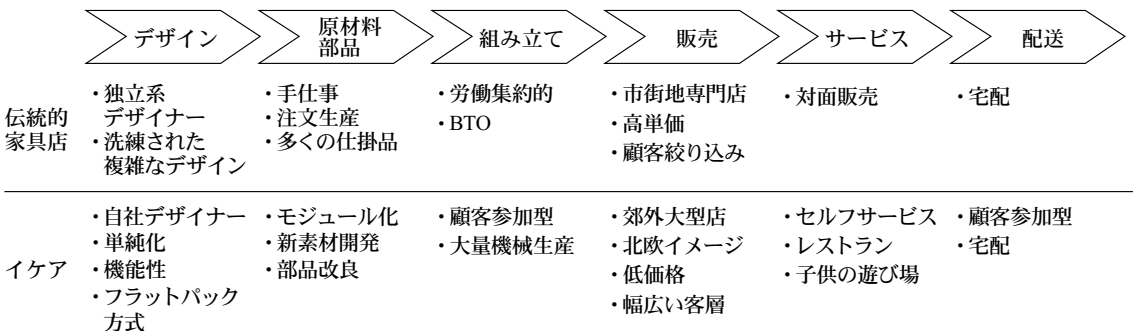 デザイン
原材料
部品
組み立て
販売
サービス
配送
伝統的
家具店
・独立系
デザイナー
・洗練された
複雑なデザイン
・手仕事
・注文生産
・多くの仕掛品
・労働集約的
・BTO
・市街地専門店
・高単価
・顧客絞り込み
・対面販売
・宅配
イケア
・自社デザイナー
・単純化
・機能性
・フラットパック
方式
・モジュール化
・新素材開発
・部品改良
・顧客参加型
・大量機械生産
・郊外大型店
・北欧イメージ
・低価格
・幅広い客層
・セルフサービス
・レストラン
・子供の遊び場
・顧客参加型
・宅配